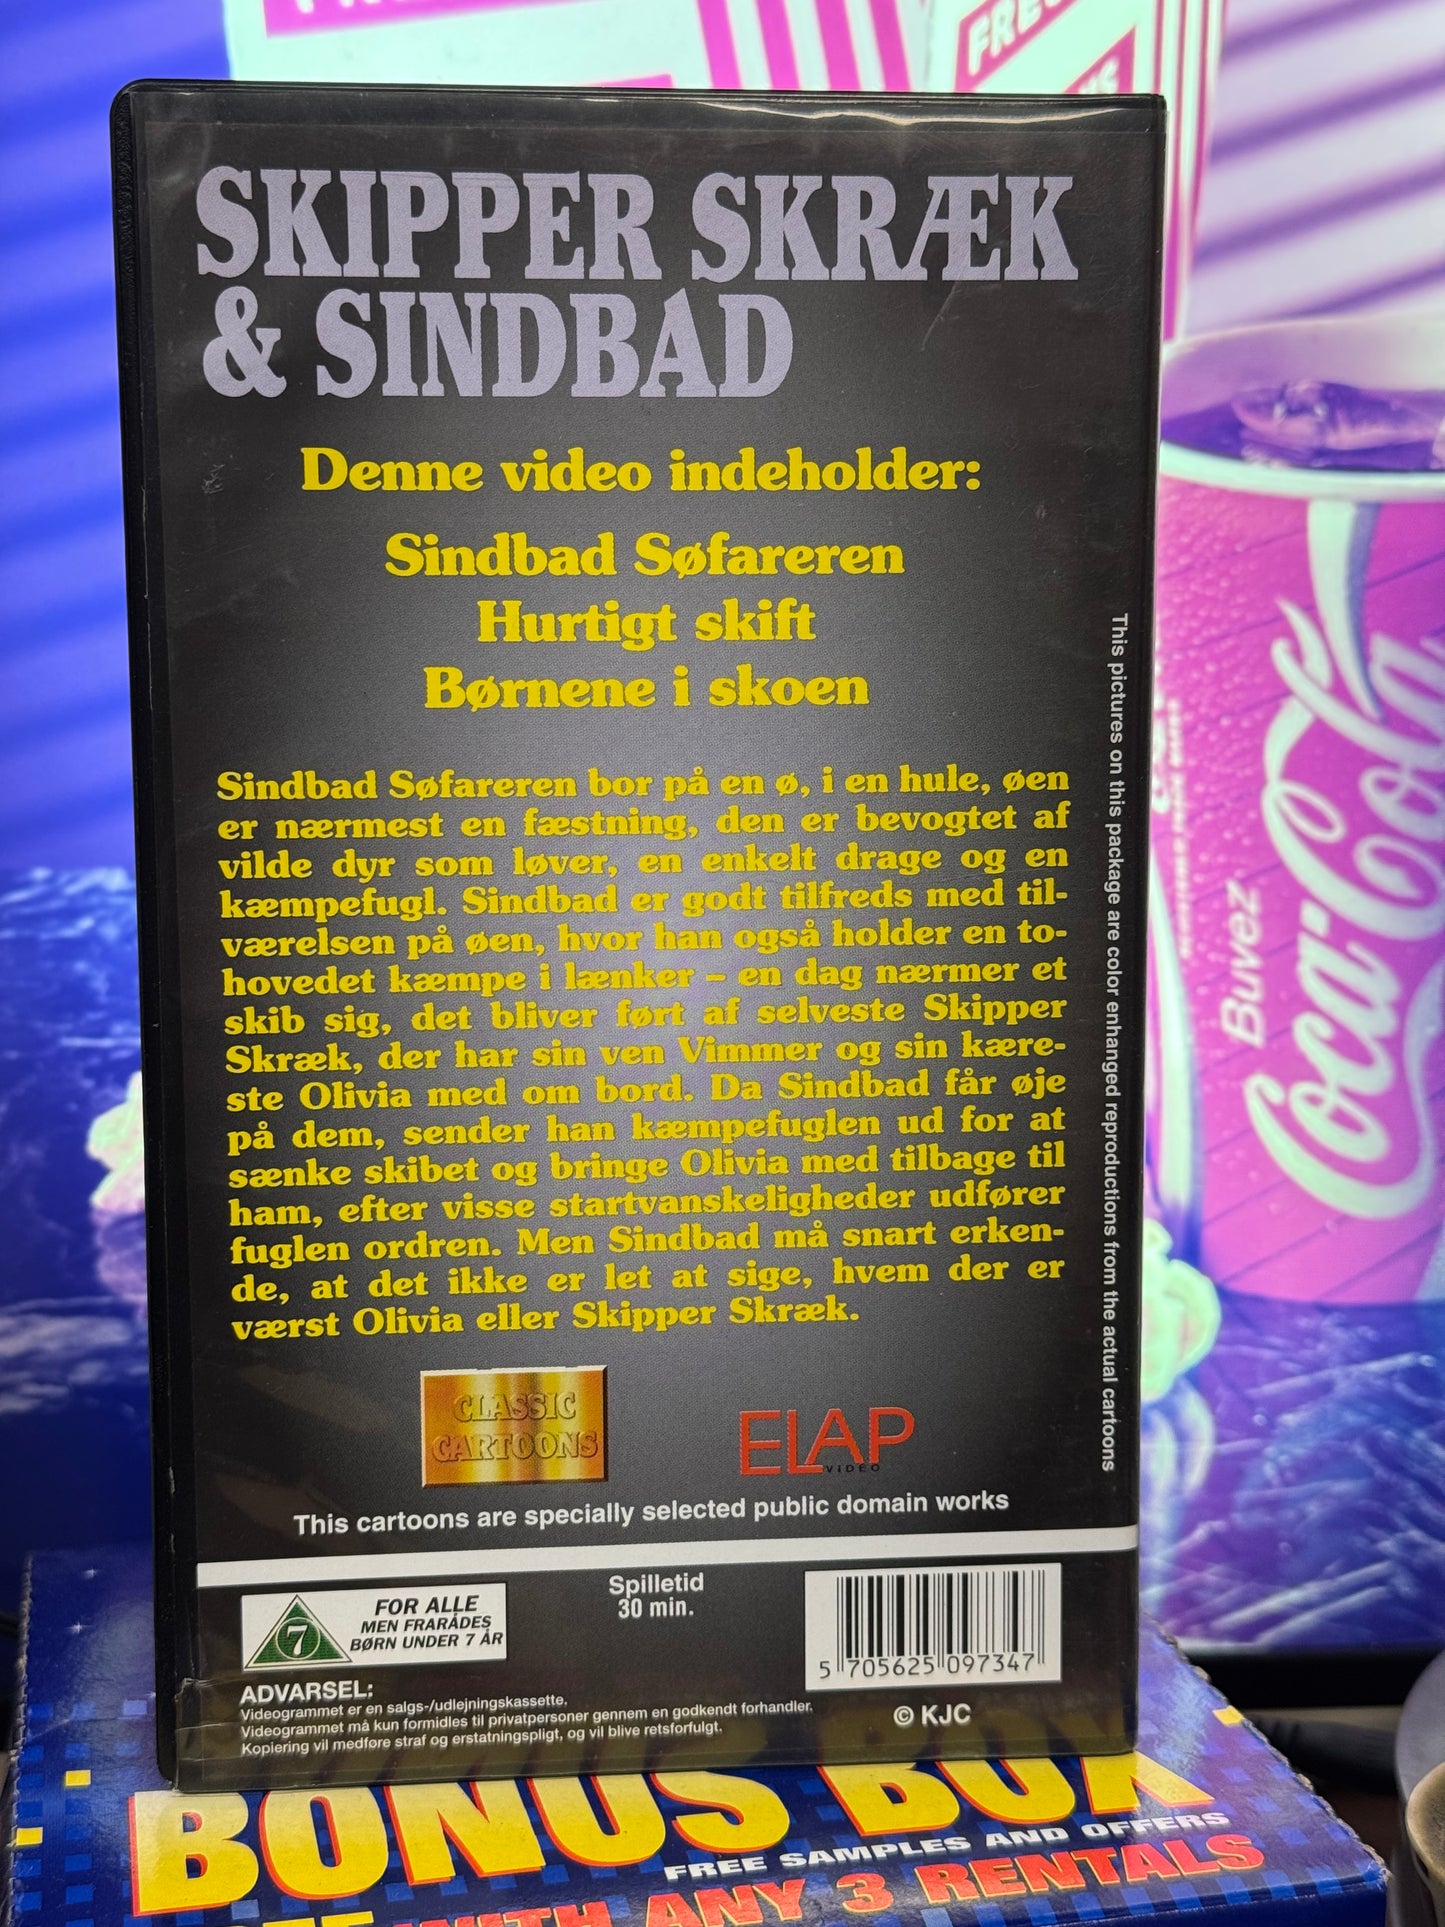 SKIPPER SKRÆK
& SINDBAD
Denne video indeholder:
Sindbad Søfareren
Hurtigt skift
Børnene i skoen
Sindbad Søfareren bor på en ø, i en hule, øen
er nærmest en fæstning, den er bevogtet af
vilde dyr som løver, en enkelt drage og en
kæmpefugl. Sindbad er godt tilfreds med til-
værelsen på øen, hvor han også holder en to-
hovedet kæmpe i lænker – en dag nærmer et
skib sig, det bliver ført af selveste Skipper
Skræk, der har sin ven Vimmer og sin kære-
ste Olivia med om bord. Da Sindbad får øje
på dem, sender han kæmpefuglen ud for at
sænke skibet og bringe Olivia med tilbage til
ham, efter visse startvanskeligheder udfører
fuglen ordren. Men Sindbad må snart erken-
de, at det ikke er let at sige, hvem der er
værst Olivia eller Skipper Skræk.
This pictures on this package are color enhanged reproductions from the actual cartoons
CLASSIC
CARTOONS
ELAP
VIDEO
This cartoons are specially selected public domain works
7
FOR ALLE
MEN FRARÅDES
BØRN UNDER 7 ÅR
Spilletid
30 min.
5 705625 097347
ADVARSEL:
Videogrammet er en salgs-/udlejningskassette.
Videogrammet må kun formidles til privatpersoner gennem en godkendt forhandler.
Kopiering vil medføre straf og erstatningspligt, og vil blive retsforfulgt.
© KJC
Buvez
Coca-Cola
BONUS BOX
FREE SAMPLES AND OFFERS
WITH ANY 3 RENTALS